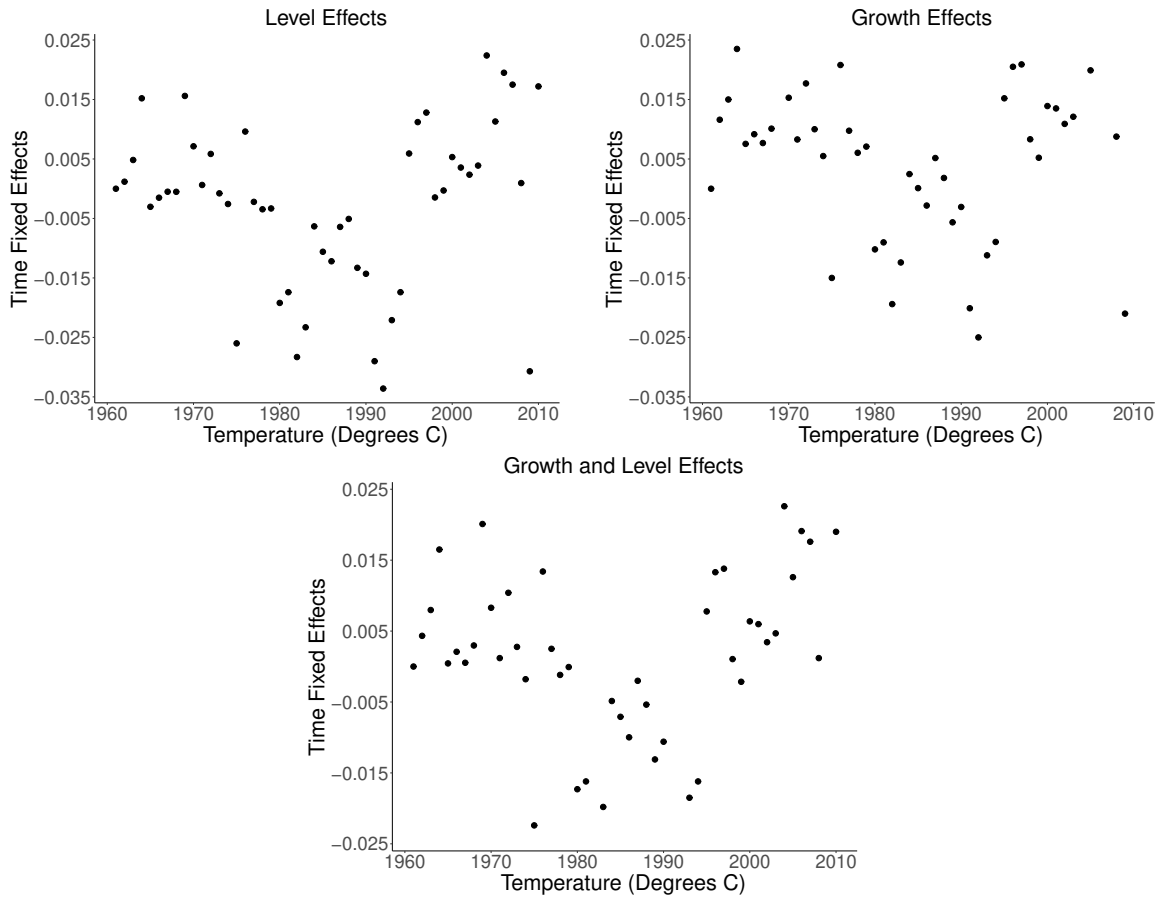 Level Effects
0.025
0.015
0.005
−0.005
−0.015
−0.025
−0.035
Time Fixed Effects
1960 1970 1980 1990 2000 2010
Temperature (Degrees C)
Growth Effects
0.025
0.015
0.005
−0.005
−0.015
−0.025
−0.035
Time Fixed Effects
1960 1970 1980 1990 2000 2010
Temperature (Degrees C)
Growth and Level Effects
0.025
0.015
0.005
−0.005
−0.015
−0.025
Time Fixed Effects
1960 1970 1980 1990 2000 2010
Temperature (Degrees C)